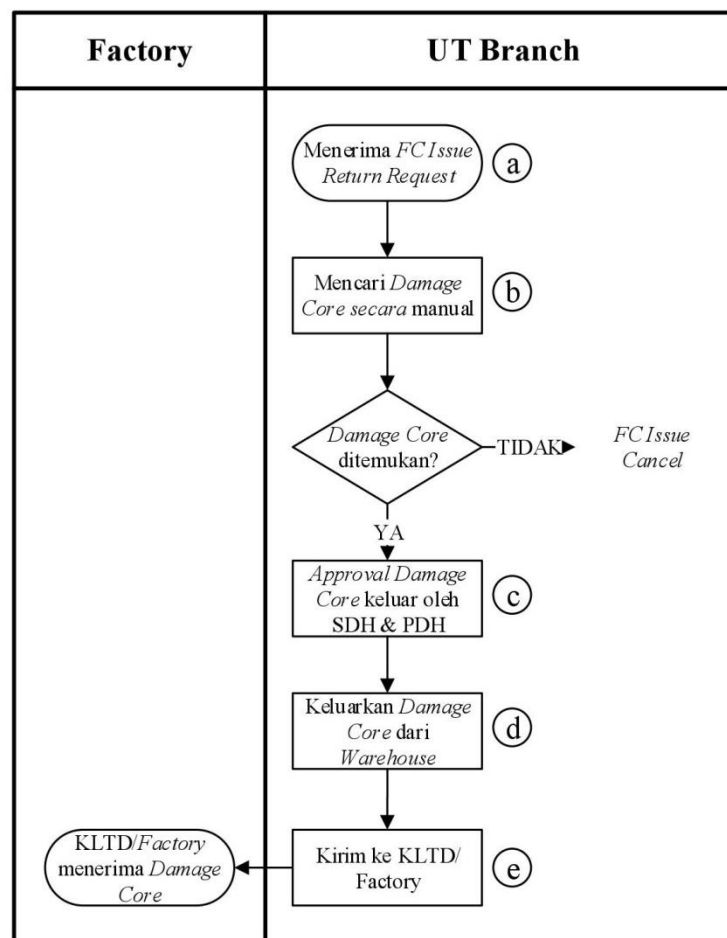 Factory
UT Branch
Menerima FC Issue
Return Request
a
Mencari Damage
Core secara manual
b
Damage Core
ditemukan?
TIDAK
FC Issue
Cancel
YA
Approval Damage
Core keluar oleh
SDH & PDH
c
Keluarkan Damage
Core dari
Warehouse
d
KLTD/Factory
menerima Damage
Core
Kirim ke KLTD/
Factory
e